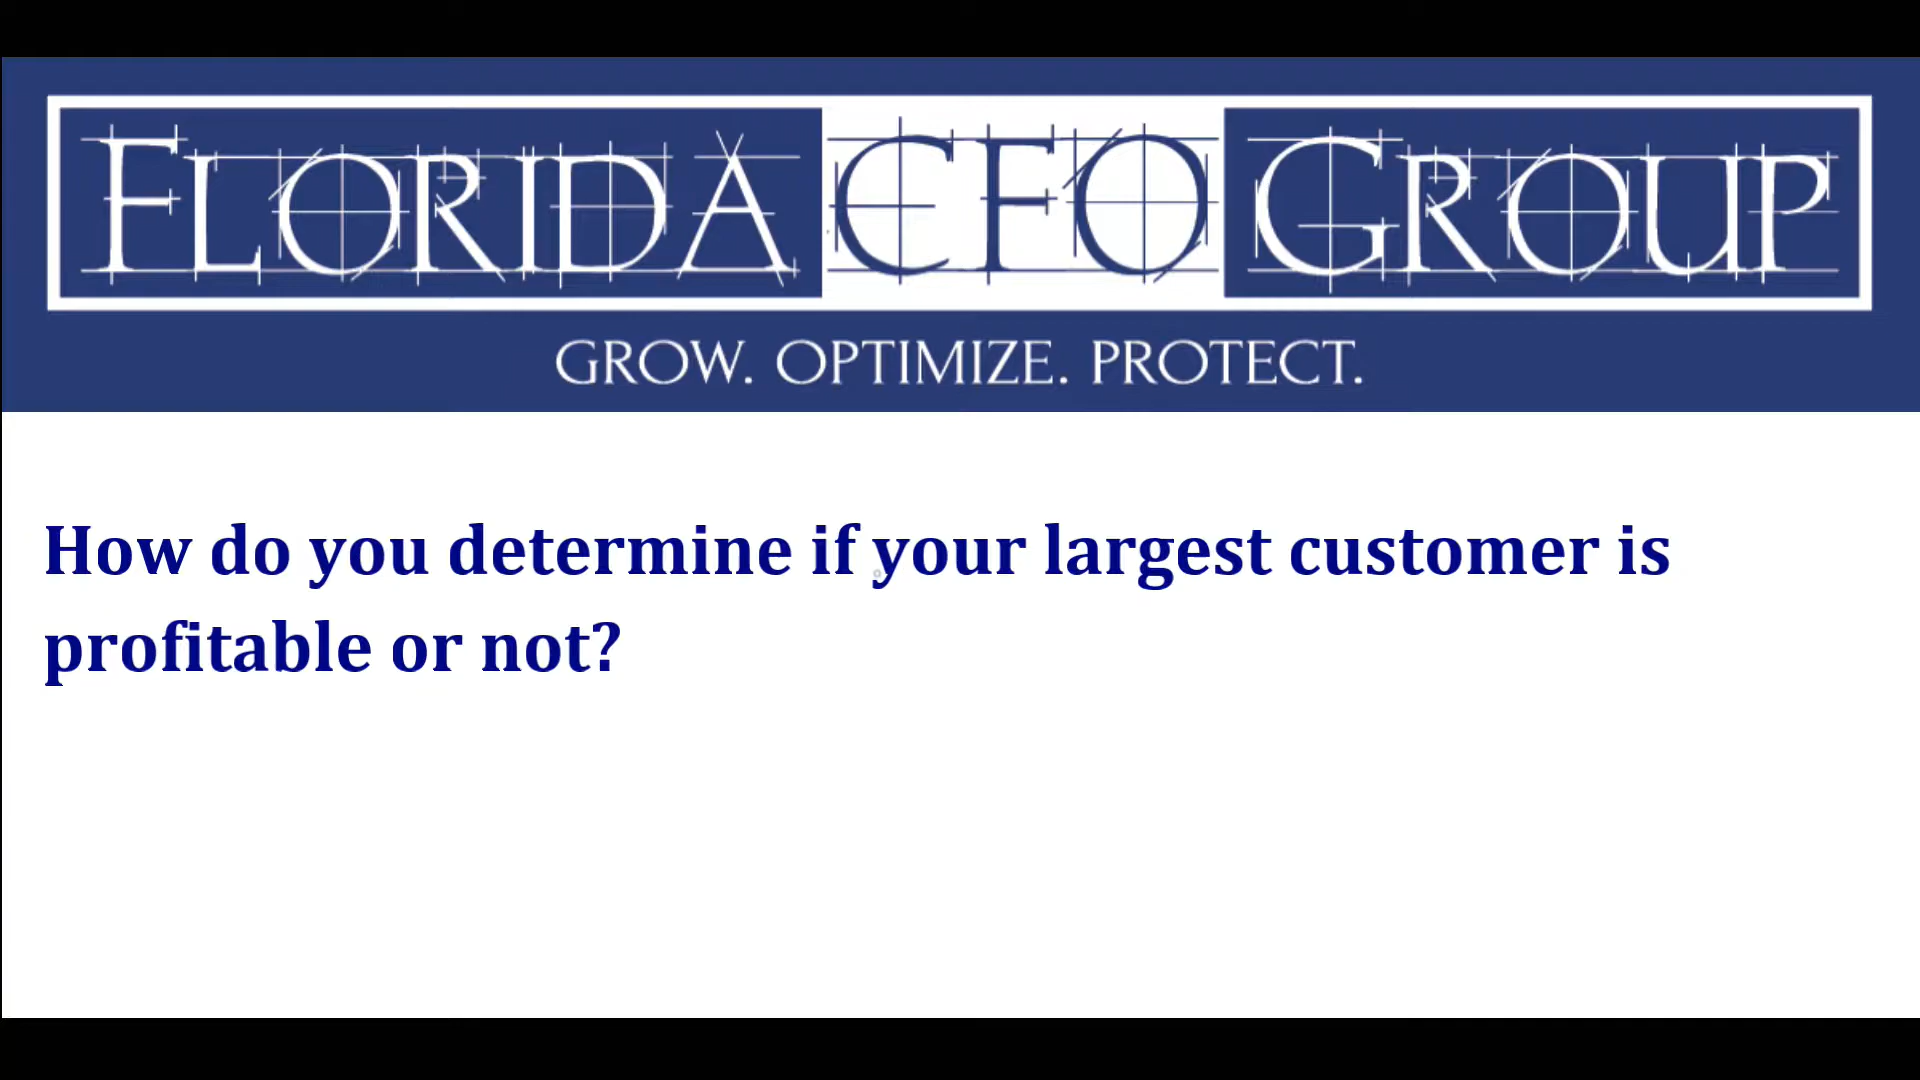 FLORIDA CFO GROUP
GROW. OPTIMIZE. PROTECT.
How do you determine if your largest customer is
profitable or not?